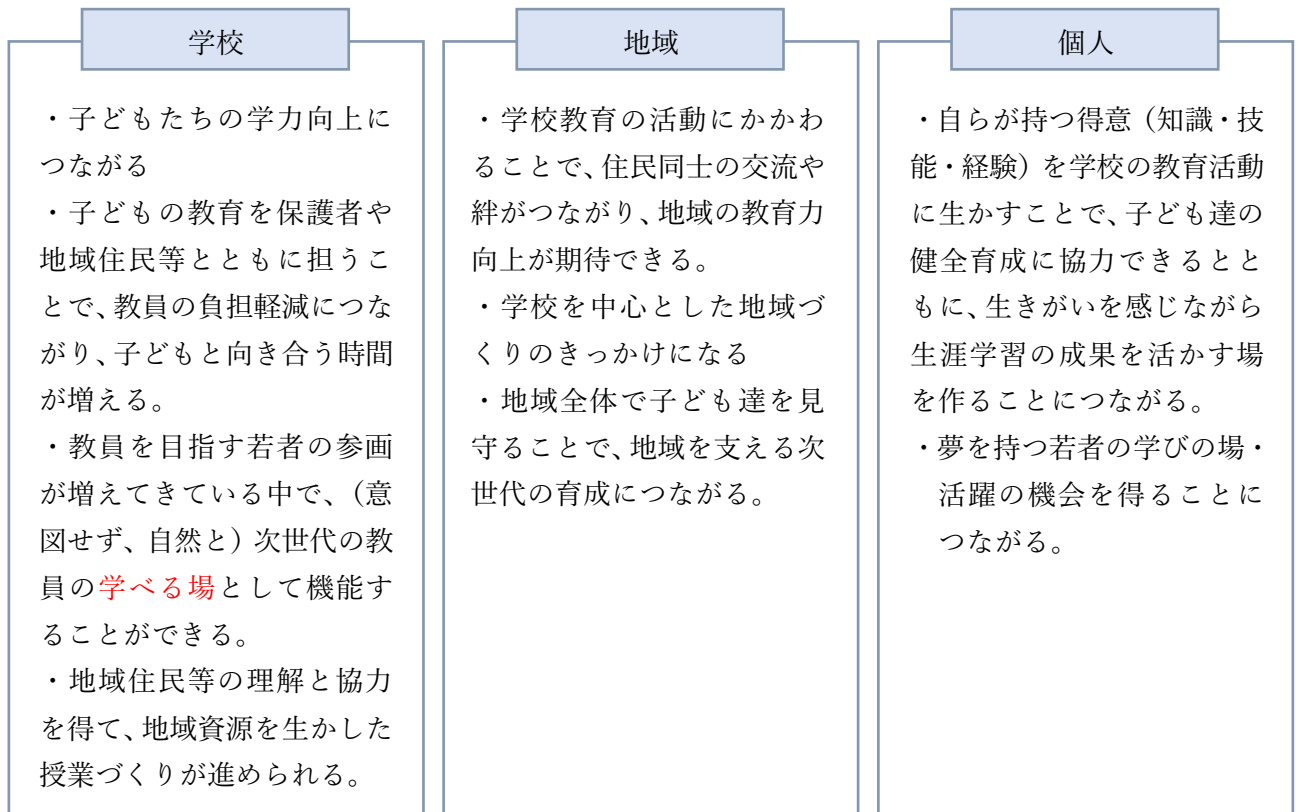 学校
・子どもたちの学力向上に
つながる
・子どもの教育を保護者や
地域住民等とともに担うこ
とで、教員の負担軽減につな
がり、子どもと向き合う時間
が増える。
・教員を目指す若者の参画
が増えてきている中で、（意
図せず、自然と）次世代の教
員の学べる場として機能す
ることができる。
・地域住民等の理解と協力
を得て、地域資源を生かした
授業づくりが進められる。
地域
・学校教育の活動にかかわ
ることで、住民同士の交流や
絆がつながり、地域の教育力
向上が期待できる。
・学校を中心とした地域づ
くりのきっかけになる
・地域全体で子ども達を見
守ることで、地域を支える次
世代の育成につながる。
個人
・自らが持つ得意（知識・技
能・経験）を学校の教育活動
に生かすことで、子ども達の
健全育成に協力できるとと
もに、生きがいを感じながら
生涯学習の成果を活かす場
を作ることにつながる。
・夢を持つ若者の学びの場・
活躍の機会を得ることに
つながる。